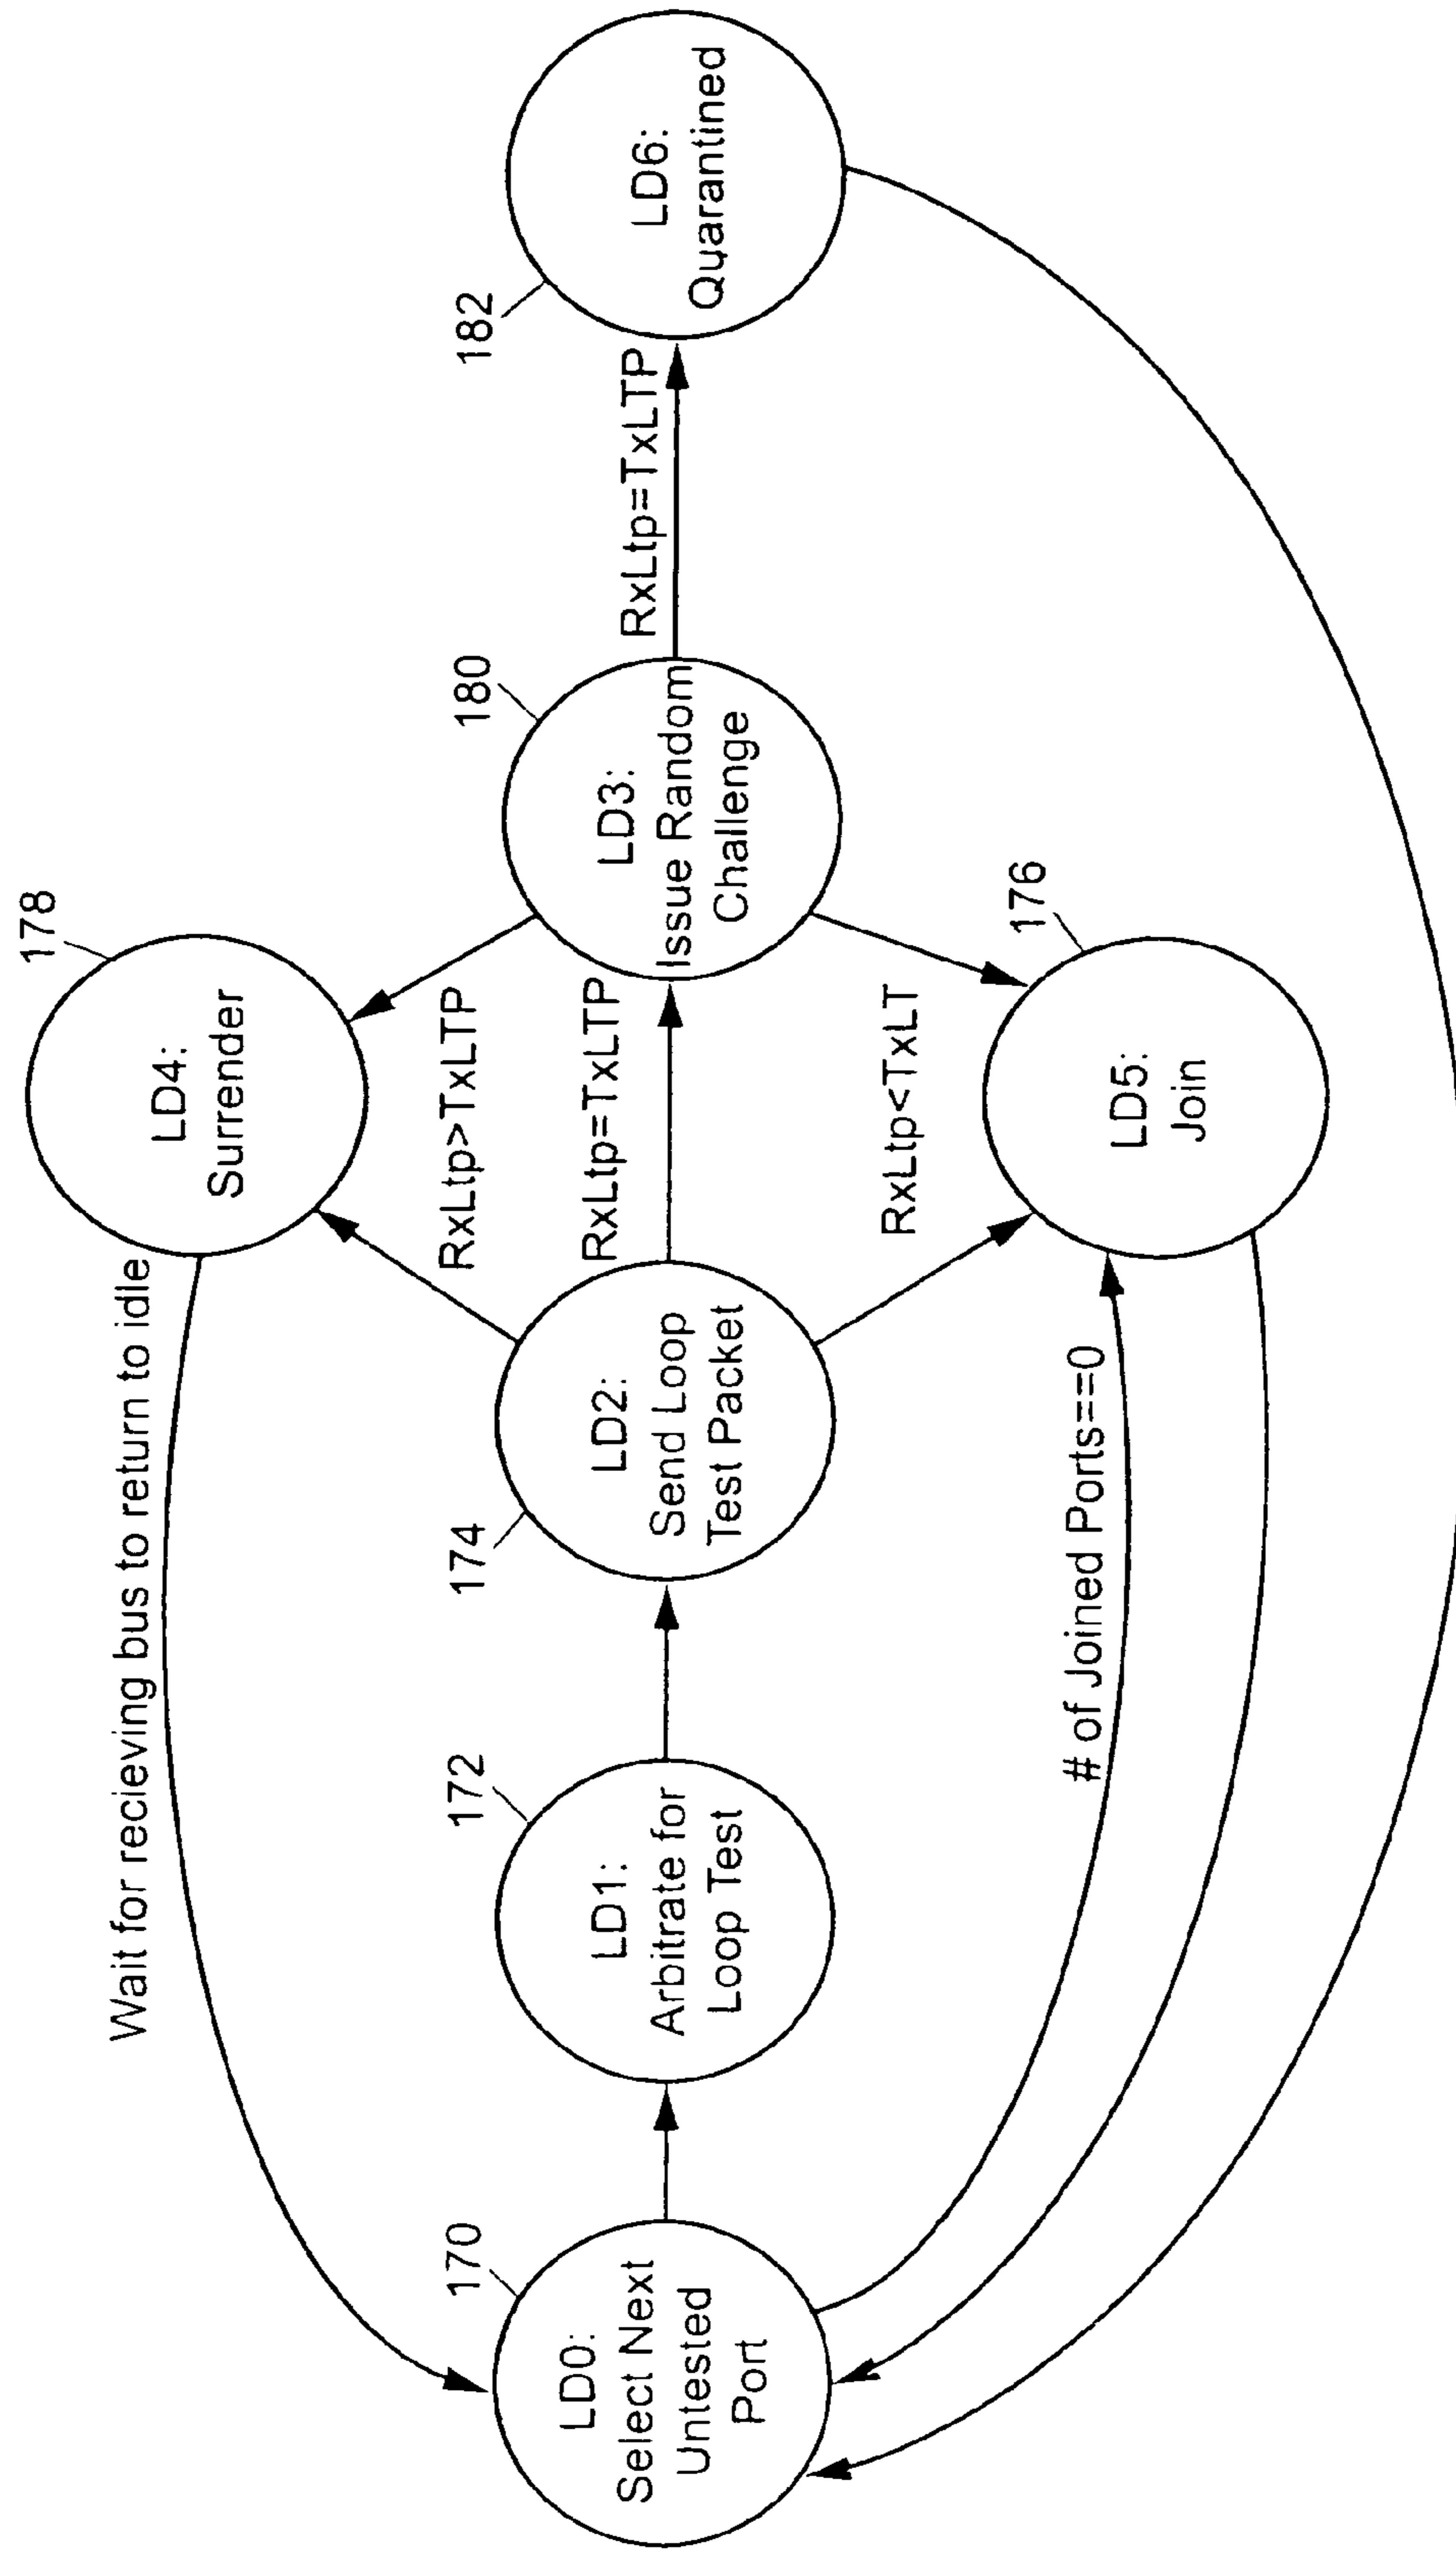 178
LD4:
Surrender
Wait for recieving bus to return to idle
RxLtp>TxLTP
170
LD0:
Select Next
Untested
Port
172
LD1:
Arbitrate for
Loop Test
174
LD2:
Send Loop
Test Packet
RxLtp=TxLTP
180
LD3:
Issue Random
Challenge
RxLtp=TxLTP
182
LD6:
Quarantined
RxLtp<TxLT
176
LD5:
Join
# of Joined Ports==0